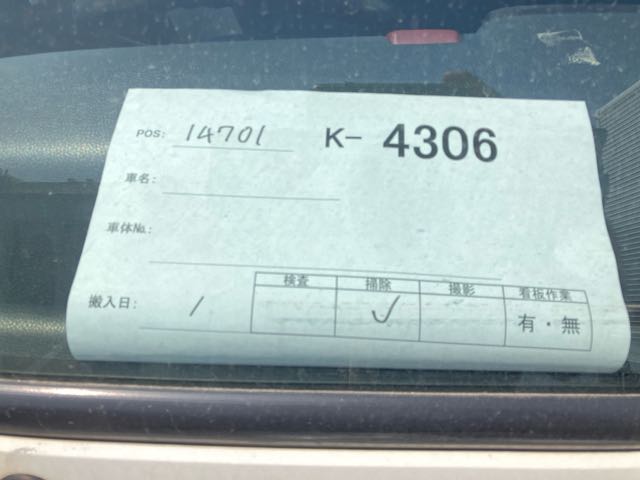 POS: 14701 K- 4306
車名:
車体No.:
検査 掃除 撮影 看板作業
搬入日: / ✓ 有・無